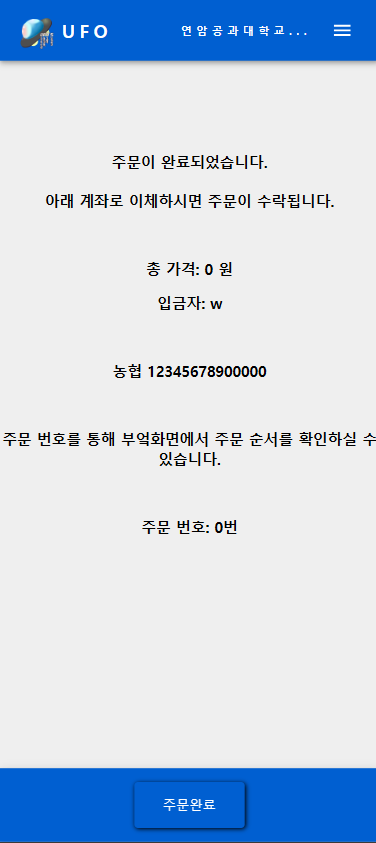 UFO
연암공과대학교...
주문이 완료되었습니다.
아래 계좌로 이체하시면 주문이 수락됩니다.
총 가격: 0 원
입금자: w
농협 12345678900000
주문 번호를 통해 부엌화면에서 주문 순서를 확인하실 수
있습니다.
주문 번호: 0번
주문완료